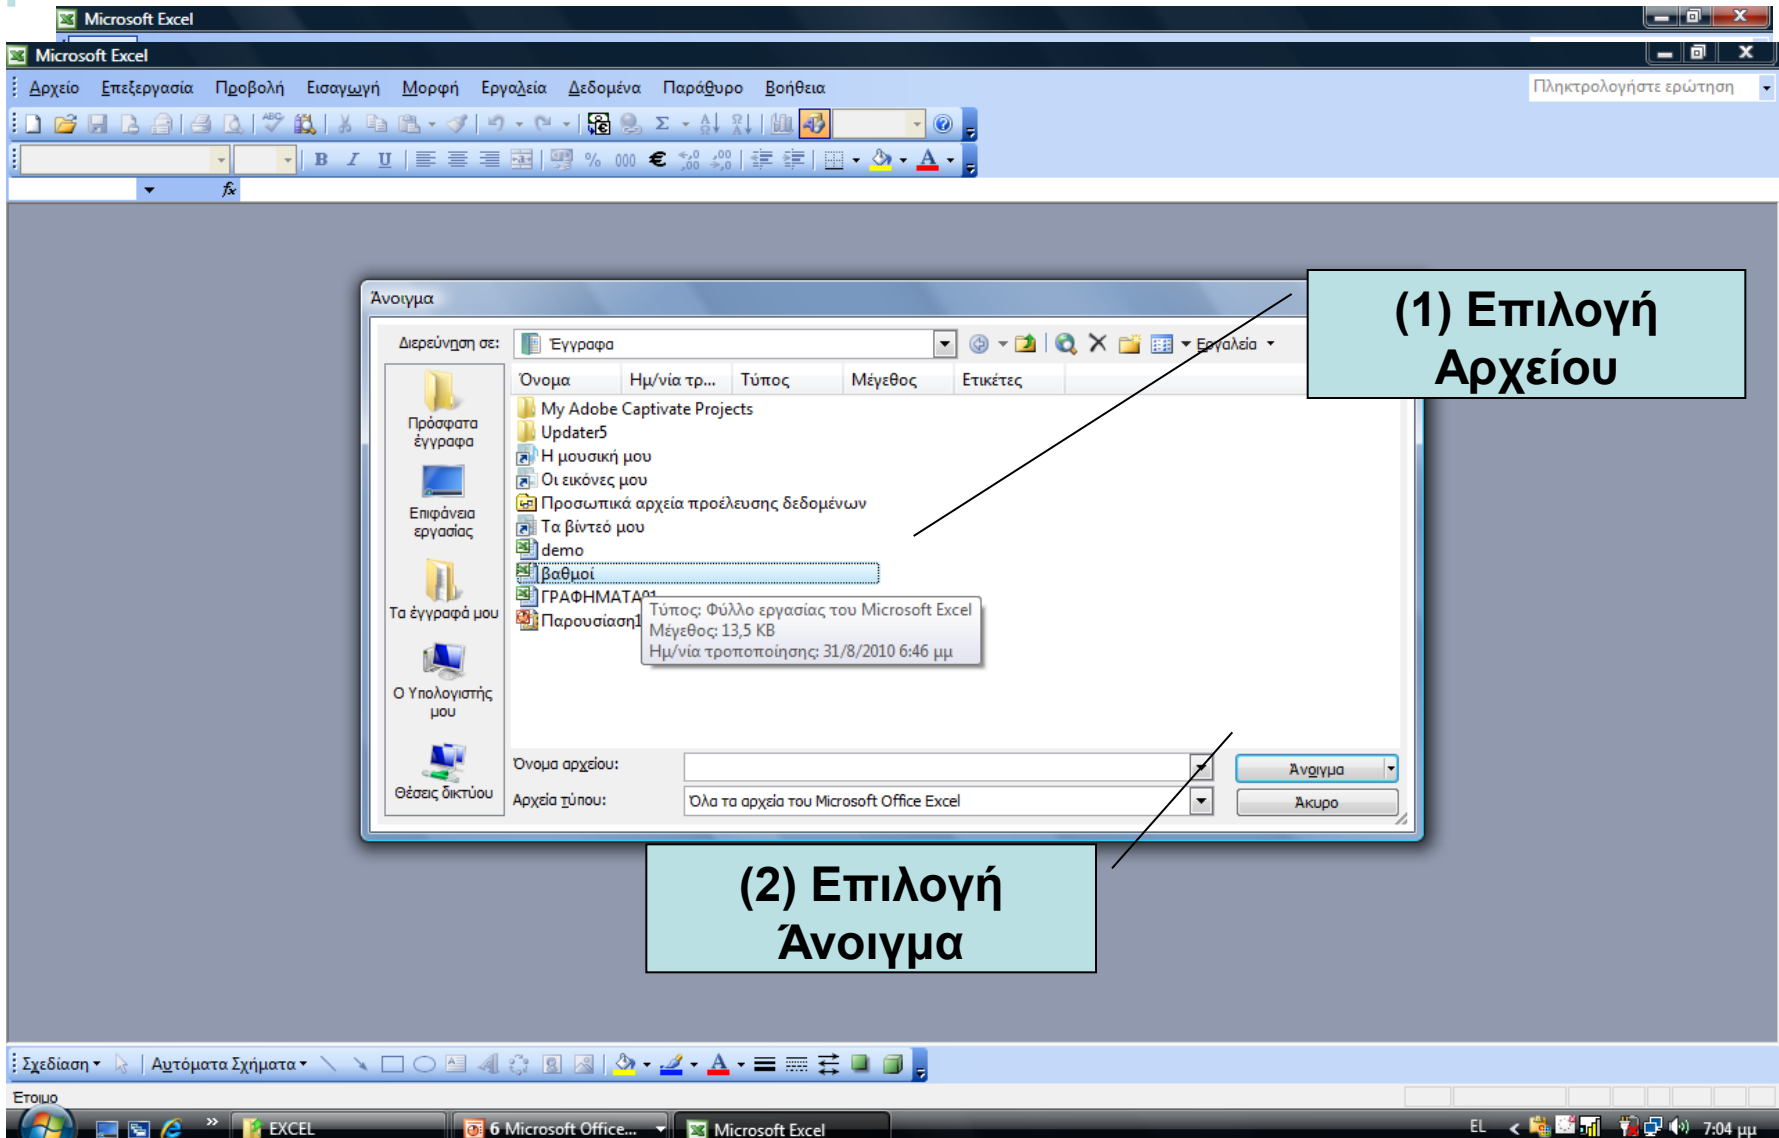 Microsoft Excel
Microsoft Excel
Αρχείο Επεξεργασία Προβολή Εισαγωγή Μορφή Εργαλεία Δεδομένα Παράθυρο Βοήθεια
Πληκτρολογήστε ερώτηση
B I U % 000 €
fx
Άνοιγμα
(1) Επιλογή
Αρχείου
Διερεύνηση σε: Έγγραφα Εργαλεία
Όνομα Ημ/νία τρ... Τύπος Μέγεθος Ετικέτες
Πρόσφατα
έγγραφα
Επιφάνεια
εργασίας
Τα έγγραφά μου
Ο Υπολογιστής
μου
Θέσεις δικτύου
My Adobe Captivate Projects
Updater5
Η μουσική μου
Οι εικόνες μου
Προσωπικά αρχεία προέλευσης δεδομένων
Τα βίντεό μου
demo
βαθμοί
ΓΡΑΦΗΜΑΤΑ01
Παρουσίαση1
Τύπος: Φύλλο εργασίας του Microsoft Excel
Μέγεθος: 13,5 KB
Ημ/νία τροποποίησης: 31/8/2010 6:46 μμ
Όνομα αρχείου: Άνοιγμα
Αρχεία τύπου: Όλα τα αρχεία του Microsoft Office Excel Άκυρο
(2) Επιλογή
Άνοιγμα
Σχεδίαση Αυτόματα Σχήματα
Έτοιμο
EXCEL 6 Microsoft Office... Microsoft Excel EL 7:04 μμ